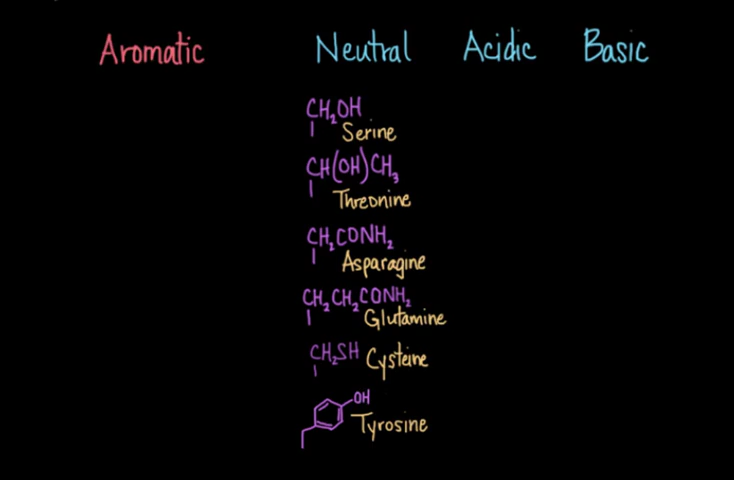 Aromatic Neutral Acidic Basic
CH₂OH
Serine
CH(OH)CH₃
Threonine
CH₂CONH₂
Asparagine
CH₂CH₂CONH₂
Glutamine
CH₂SH Cysteine
OH
Tyrosine